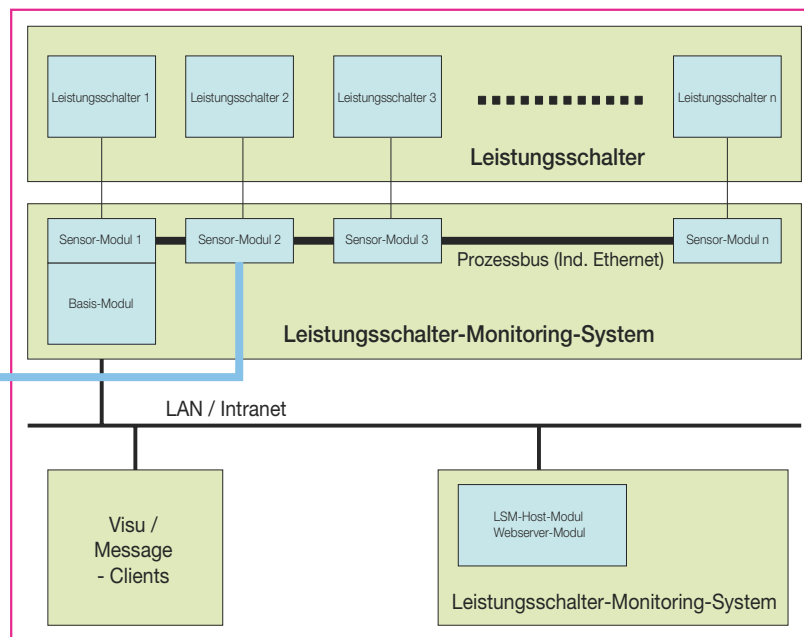 Leistungsschalter 1
Leistungsschalter 2
Leistungsschalter 3
Leistungsschalter n
Leistungsschalter
Sensor-Modul 1
Sensor-Modul 2
Sensor-Modul 3
Sensor-Modul n
Prozessbus (Ind. Ethernet)
Basis-Modul
Leistungsschalter-Monitoring-System
LAN / Intranet
Visu /
Message
- Clients
LSM-Host-Modul
Webserver-Modul
Leistungsschalter-Monitoring-System